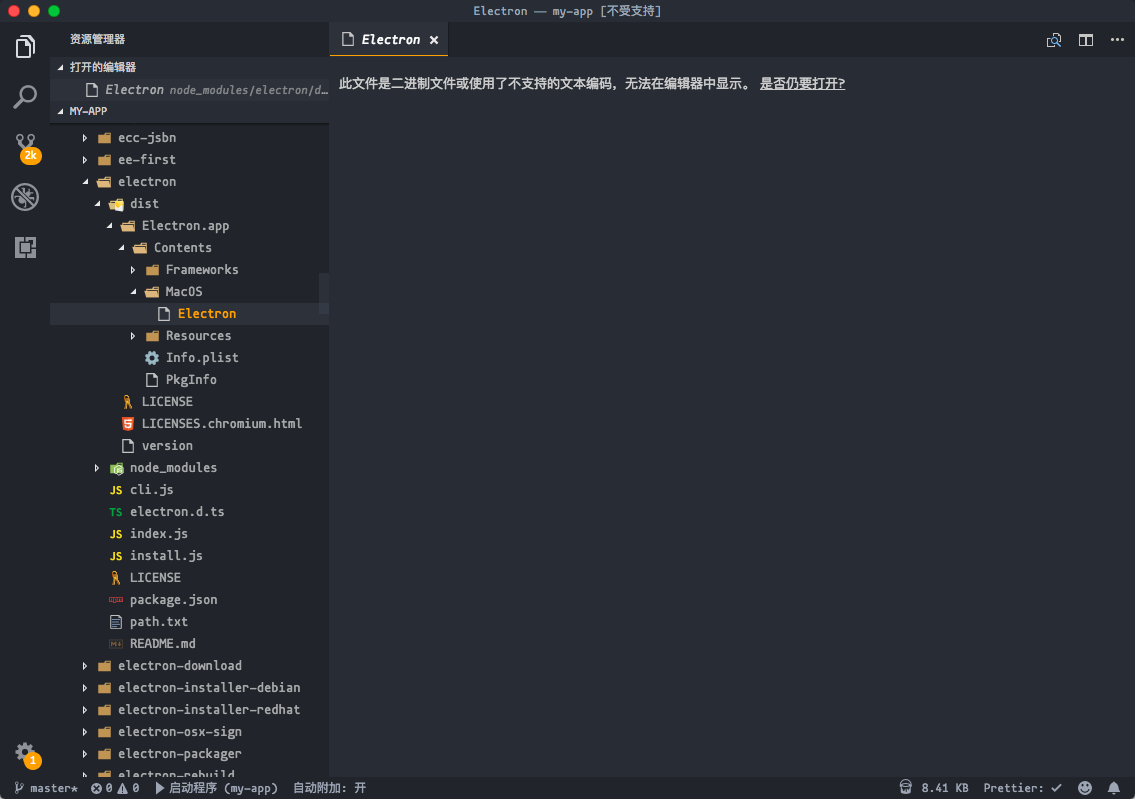 Electron — my-app [不受支持]
资源管理器
打开的编辑器
Electron node_modules/electron/d…
MY-APP
ecc-jsbn
ee-first
electron
dist
Electron.app
Contents
Frameworks
MacOS
Electron
Resources
Info.plist
PkgInfo
LICENSE
LICENSES.chromium.html
version
node_modules
cli.js
electron.d.ts
index.js
install.js
LICENSE
package.json
path.txt
README.md
electron-download
electron-installer-debian
electron-installer-redhat
electron-osx-sign
electron-packager
electron-rebuild
2k
1
Electron ×
此文件是二进制文件或使用了不支持的文本编码，无法在编辑器中显示。 是否仍要打开?
master* 0 0 启动程序 (my-app) 自动附加: 开 8.41 KB Prettier: ✓